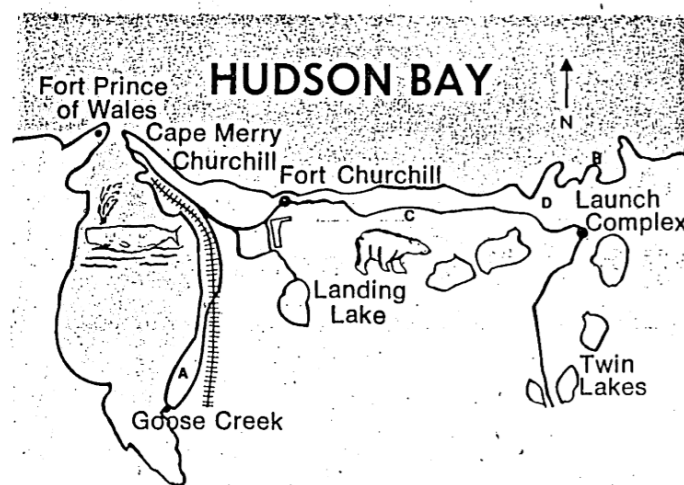 HUDSON BAY
Fort Prince
of Wales
N
Cape Merry
Churchill
Fort Churchill
B
D
Launch
Complex
C
Landing
Lake
A
Twin
Lakes
Goose Creek